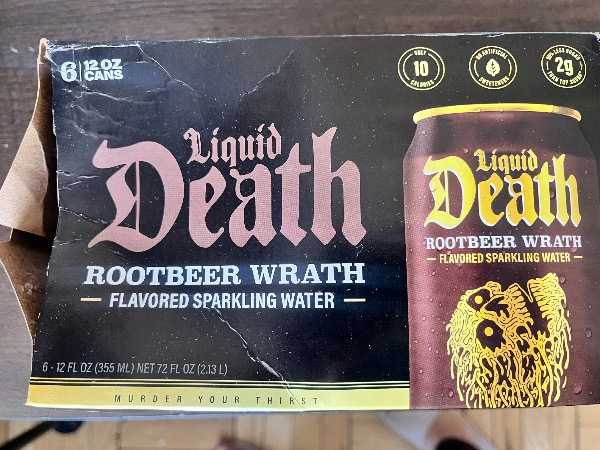 6 12 OZ CANS
ONLY 10 CALORIES
NO ARTIFICIAL SWEETENERS
2g
Liquid
Death
ROOTBEER WRATH
FLAVORED SPARKLING WATER
6 - 12 FL OZ (355 ML) NET 72 FL OZ (2.13 L)
MURDER YOUR THIRST
Liquid
Death
ROOTBEER WRATH
FLAVORED SPARKLING WATER